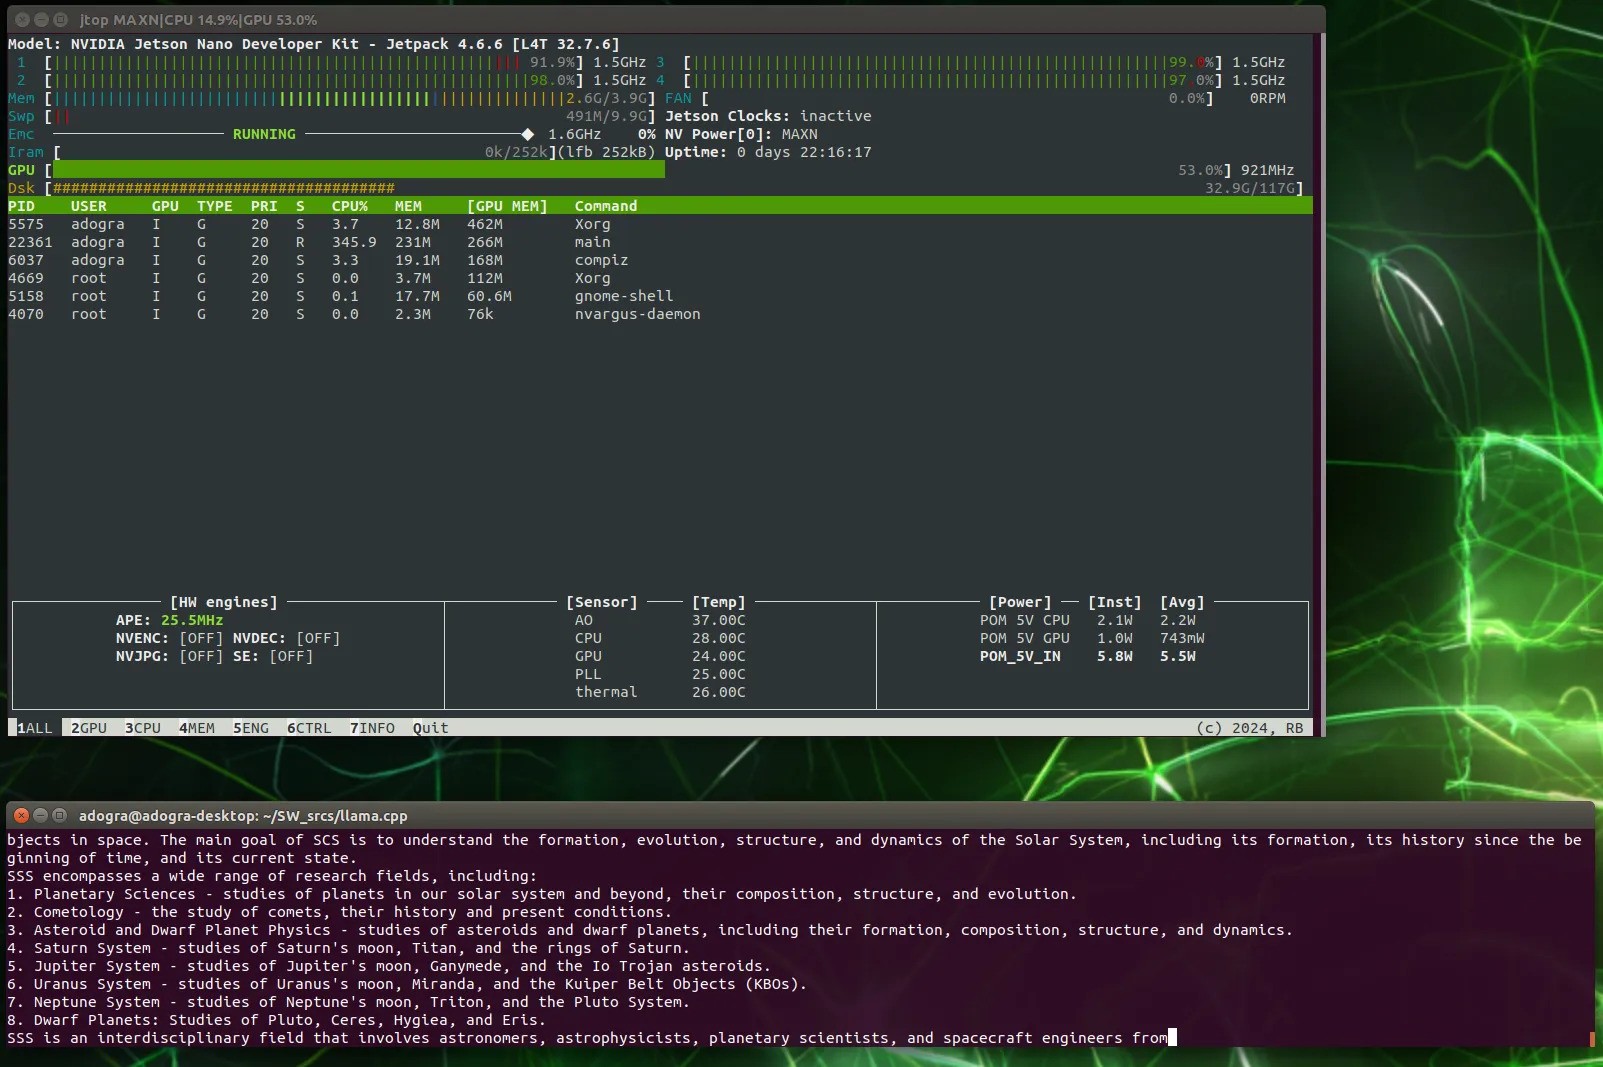 jtop MAXN|CPU 14.9%|GPU 53.0%
Model: NVIDIA Jetson Nano Developer Kit - Jetpack 4.6.6 [L4T 32.7.6]
1 [||||||||||||||||||||||||||||||||||||||||||||||||||||| 91.9%] 1.5GHz 3 [|||||||||||||||||||||||||||||||||||||||||||||||||||||99.0%] 1.5GHz
2 [|||||||||||||||||||||||||||||||||||||||||||||||||||||98.0%] 1.5GHz 4 [|||||||||||||||||||||||||||||||||||||||||||||||||||||97 0%] 1.5GHz
Mem [|||||||||||||||||||||||||||||||||||||||||||||||||||||||||2.6G/3.9G] FAN [ 0.0%] 0RPM
Swp [|| 491M/9.9G] Jetson Clocks: inactive
Emc RUNNING 1.6GHz 0% NV Power[0]: MAXN
Iram [ 0k/252k](lfb 252kB) Uptime: 0 days 22:16:17
GPU [ 53.0%] 921MHz
Dsk [###################################### 32.9G/117G]
PID USER GPU TYPE PRI S CPU% MEM [GPU MEM] Command
5575 adogra I G 20 S 3.7 12.8M 462M Xorg
22361 adogra I G 20 R 345.9 231M 266M main
6037 adogra I G 20 S 3.3 19.1M 168M compiz
4669 root I G 20 S 0.0 3.7M 112M Xorg
5158 root I G 20 S 0.1 17.7M 60.6M gnome-shell
4070 root I G 20 S 0.0 2.3M 76k nvargus-daemon
[HW engines] [Sensor] [Temp] [Power] [Inst] [Avg]
APE: 25.5MHz AO 37.00C POM 5V CPU 2.1W 2.2W
NVENC: [OFF] NVDEC: [OFF] CPU 28.00C POM 5V GPU 1.0W 743mW
NVJPG: [OFF] SE: [OFF] GPU 24.00C POM_5V_IN 5.8W 5.5W
PLL 25.00C
thermal 26.00C
1ALL 2GPU 3CPU 4MEM 5ENG 6CTRL 7INFO Quit (c) 2024, RB
adogra@adogra-desktop: ~/SW_srcs/llama.cpp
bjects in space. The main goal of SCS is to understand the formation, evolution, structure, and dynamics of the Solar System, including its formation, its history since the be
ginning of time, and its current state.
SSS encompasses a wide range of research fields, including:
1. Planetary Sciences - studies of planets in our solar system and beyond, their composition, structure, and evolution.
2. Cometology - the study of comets, their history and present conditions.
3. Asteroid and Dwarf Planet Physics - studies of asteroids and dwarf planets, including their formation, composition, structure, and dynamics.
4. Saturn System - studies of Saturn's moon, Titan, and the rings of Saturn.
5. Jupiter System - studies of Jupiter's moon, Ganymede, and the Io Trojan asteroids.
6. Uranus System - studies of Uranus's moon, Miranda, and the Kuiper Belt Objects (KBOs).
7. Neptune System - studies of Neptune's moon, Triton, and the Pluto System.
8. Dwarf Planets: Studies of Pluto, Ceres, Hygiea, and Eris.
SSS is an interdisciplinary field that involves astronomers, astrophysicists, planetary scientists, and spacecraft engineers from